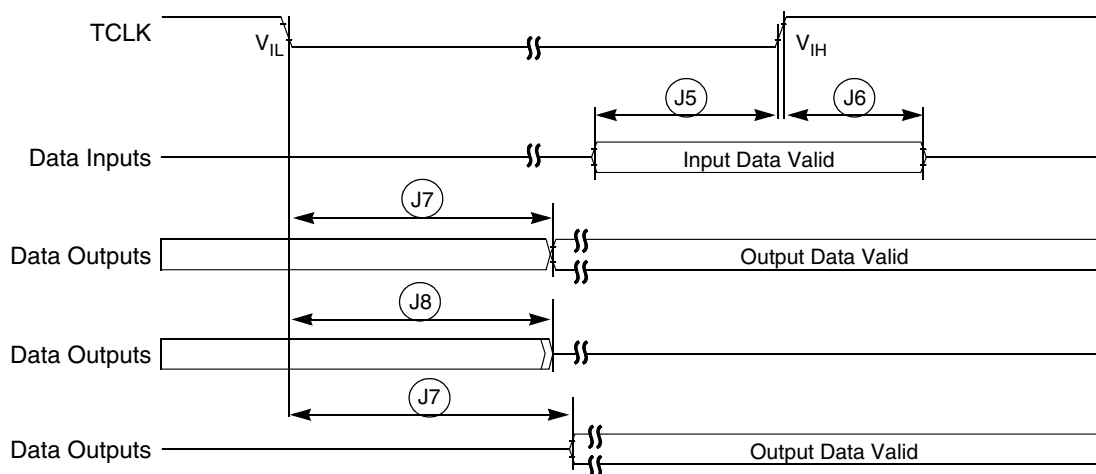 TCLK
VIL
VIH
J5
J6
Data Inputs
Input Data Valid
J7
Data Outputs
Output Data Valid
J8
Data Outputs
J7
Data Outputs
Output Data Valid